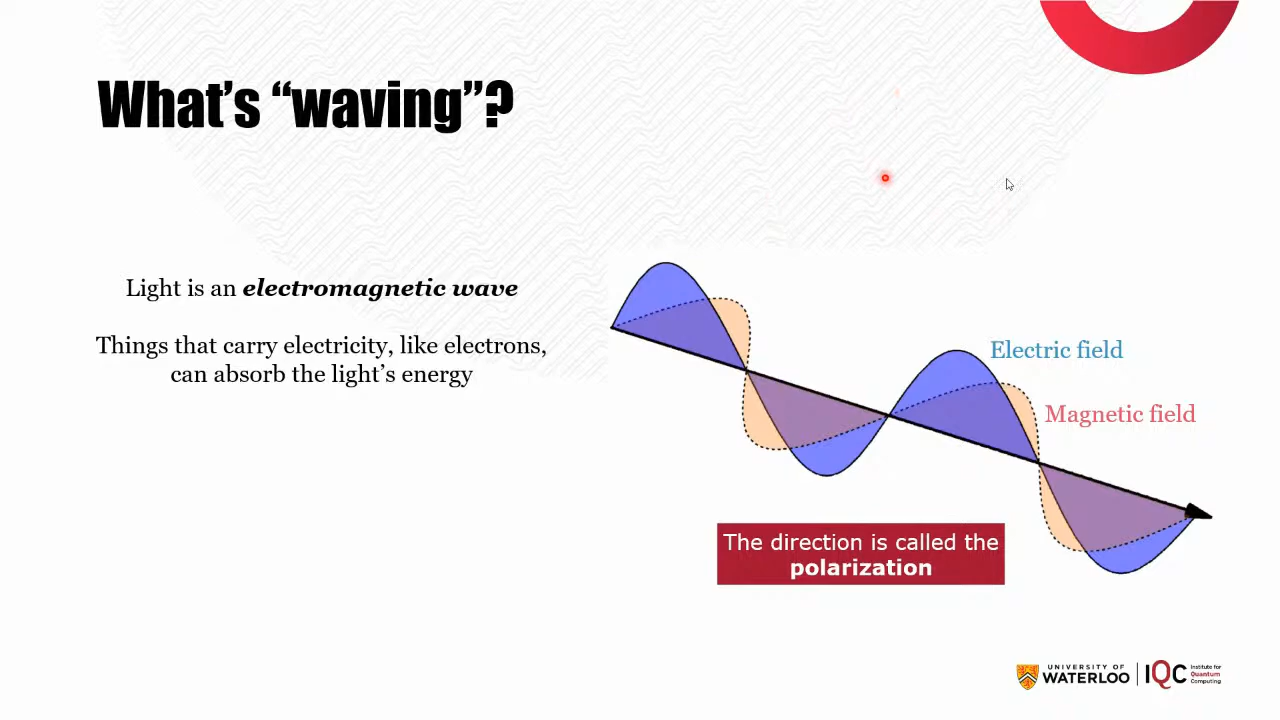 What’s “waving”?
Light is an electromagnetic wave
Things that carry electricity, like electrons,
can absorb the light’s energy
Electric field
Magnetic field
The direction is called the
polarization
UNIVERSITY OF
WATERLOO
IQC
Institute for
Quantum
Computing